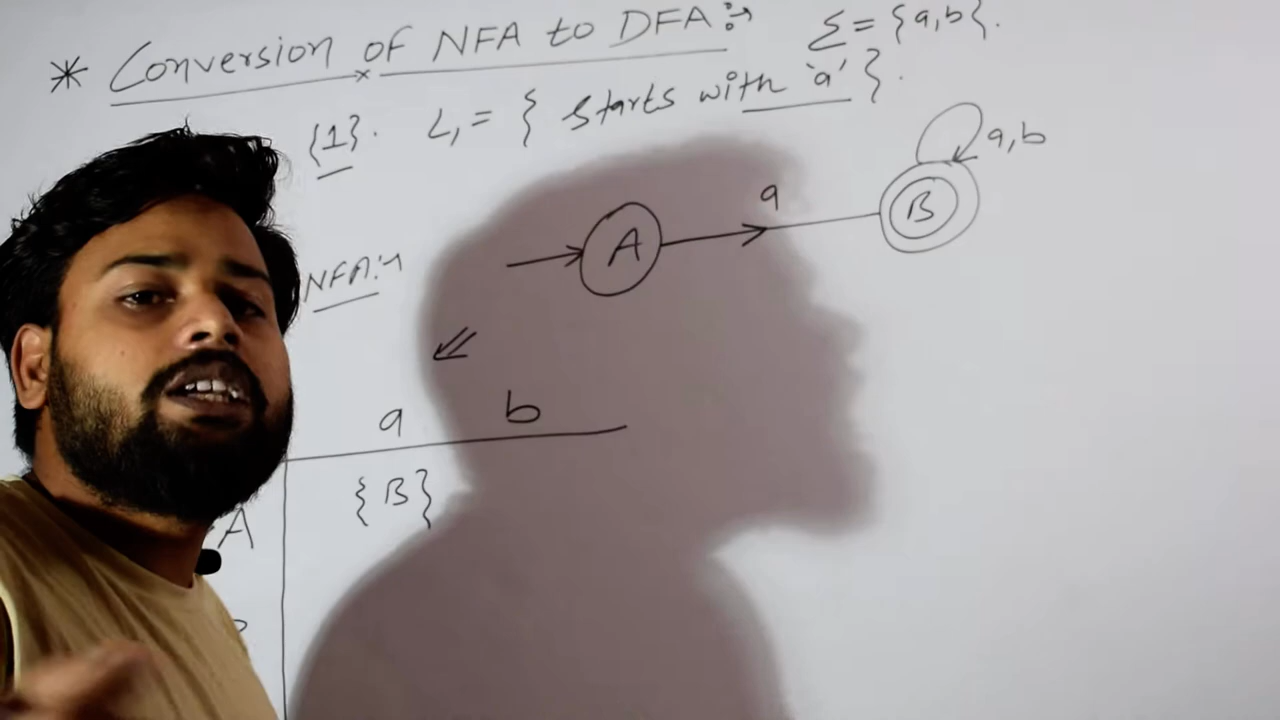 * Conversion of NFA to DFA :→ Σ = {a,b}.
{1}. L₁ = { starts with 'a' }.
a,b
a
A
B
NFA:
a b
A {B}